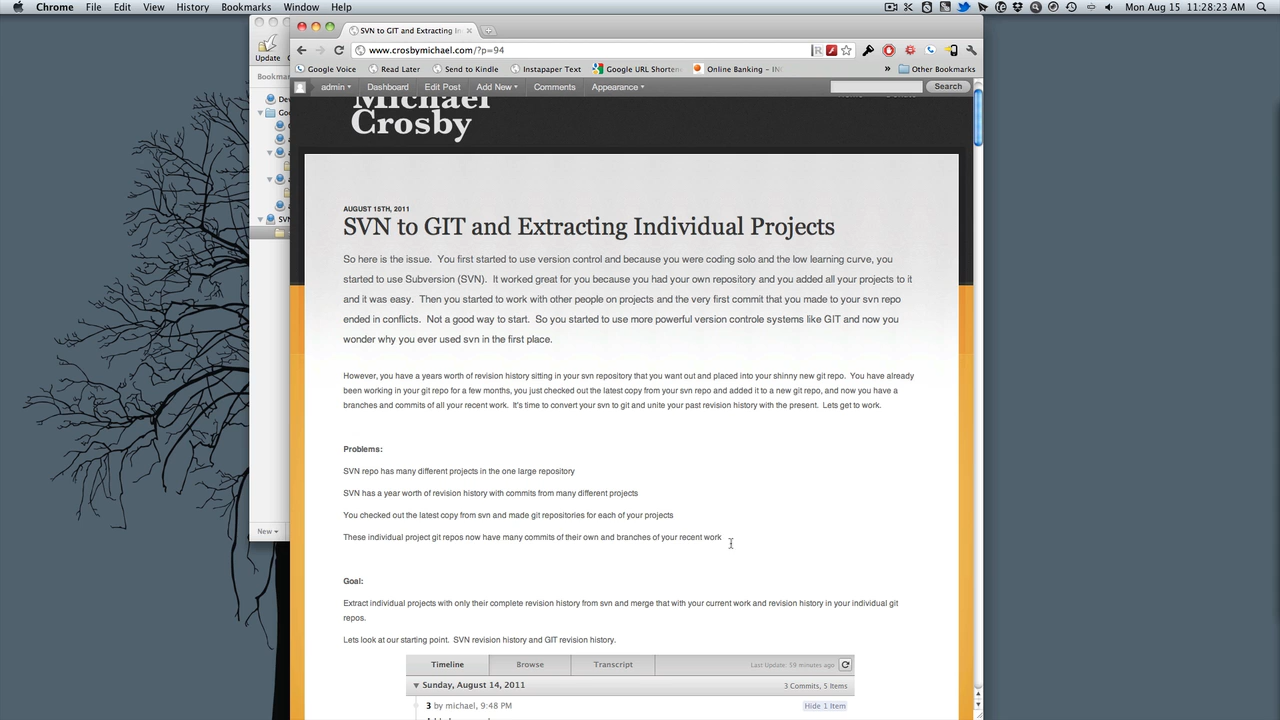 Chrome File Edit View History Bookmarks Window Help Mon Aug 15 11:28:23 AM
SVN to GIT and Extracting In
www.crosbymichael.com/?p=94
Update
Google Voice Read Later Send to Kindle Instapaper Text Google URL Shortene Online Banking – IN » Other Bookmarks
Bookmar
admin Dashboard Edit Post Add New Comments Appearance Search
Dev
Goo
Michael
Crosby
SVN
AUGUST 15TH, 2011
SVN to GIT and Extracting Individual Projects
So here is the issue. You first started to use version control and because you were coding solo and the low learning curve, you
started to use Subversion (SVN). It worked great for you because you had your own repository and you added all your projects to it
and it was easy. Then you started to work with other people on projects and the very first commit that you made to your svn repo
ended in conflicts. Not a good way to start. So you started to use more powerful version controle systems like GIT and now you
wonder why you ever used svn in the first place.
However, you have a years worth of revision history sitting in your svn repository that you want out and placed into your shinny new git repo. You have already
been working in your git repo for a few months, you just checked out the latest copy from your svn repo and added it to a new git repo, and now you have a
branches and commits of all your recent work. It's time to convert your svn to git and unite your past revision history with the present. Lets get to work.
Problems:
SVN repo has many different projects in the one large repository
SVN has a year worth of revision history with commits from many different projects
You checked out the latest copy from svn and made git repositories for each of your projects
These individual project git repos now have many commits of their own and branches of your recent work
New
Goal:
Extract individual projects with only their complete revision history from svn and merge that with your current work and revision history in your individual git
repos.
Lets look at our starting point. SVN revision history and GIT revision history.
Timeline Browse Transcript Last Update: 59 minutes ago
Sunday, August 14, 2011 3 Commits, 5 Items
3 by michael, 9:48 PM Hide 1 Item